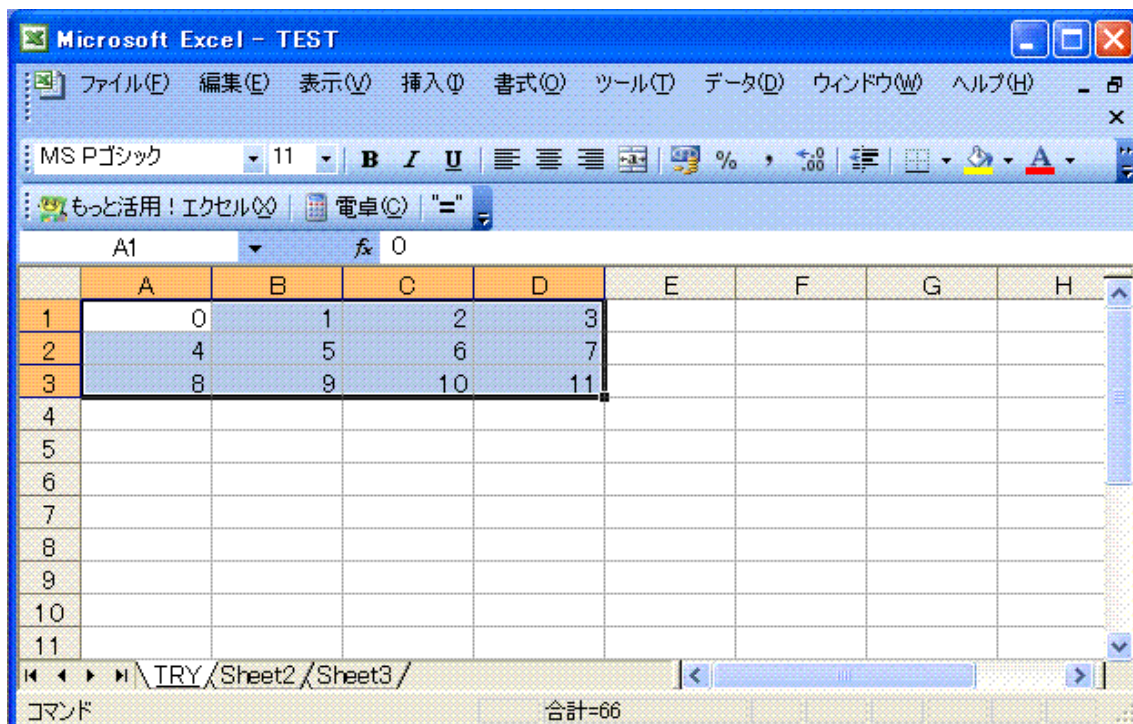 Microsoft Excel - TEST
ファイル(F) 編集(E) 表示(V) 挿入(I) 書式(O) ツール(T) データ(D) ウィンドウ(W) ヘルプ(H)
MS Pゴシック 11 B I U % , .00 A
もっと活用！エクセル(X) 電卓(C) "="
A1 fx 0
A B C D E F G H
1 0 1 2 3
2 4 5 6 7
3 8 9 10 11
4
5
6
7
8
9
10
11
TRY Sheet2 Sheet3
コマンド 合計=66